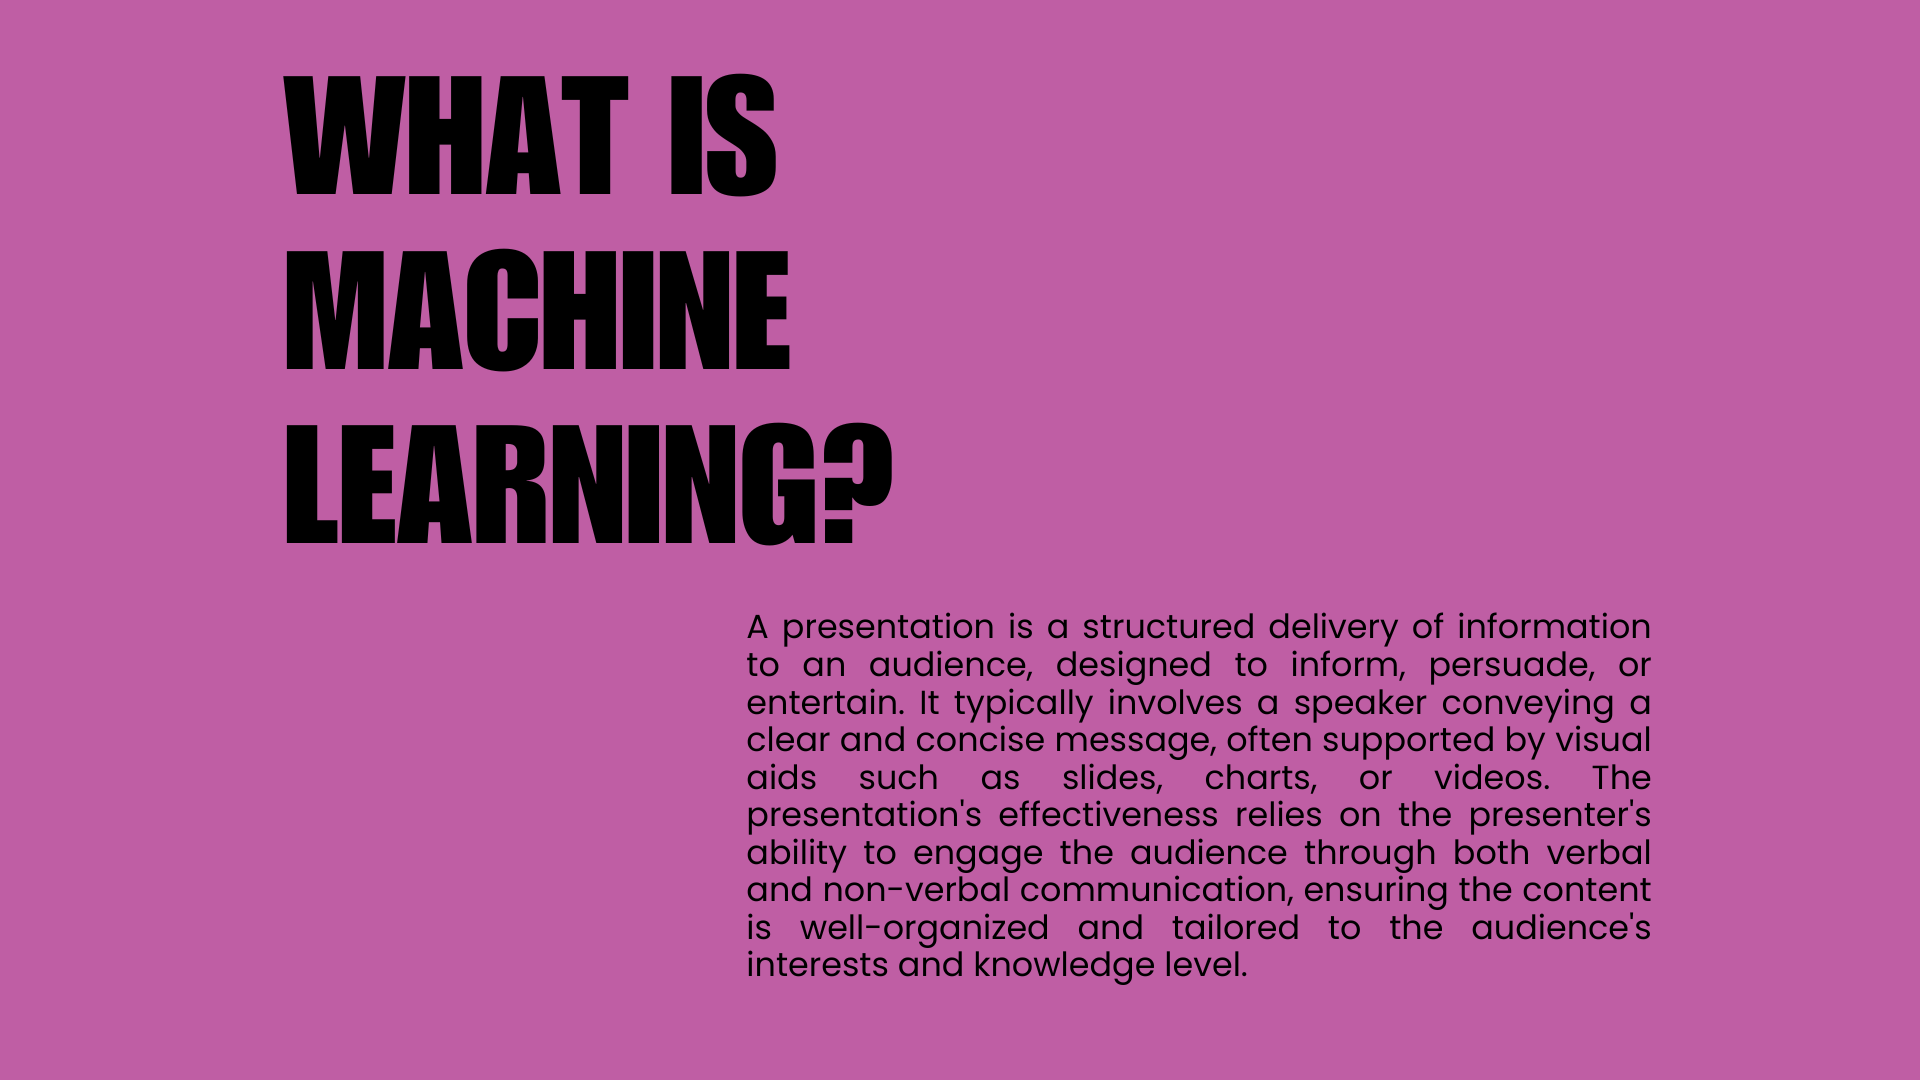 WHAT IS
MACHINE
LEARNING?
A presentation is a structured delivery of information
to an audience, designed to inform, persuade, or
entertain. It typically involves a speaker conveying a
clear and concise message, often supported by visual
aids such as slides, charts, or videos. The
presentation's effectiveness relies on the presenter's
ability to engage the audience through both verbal
and non-verbal communication, ensuring the content
is well-organized and tailored to the audience's
interests and knowledge level.